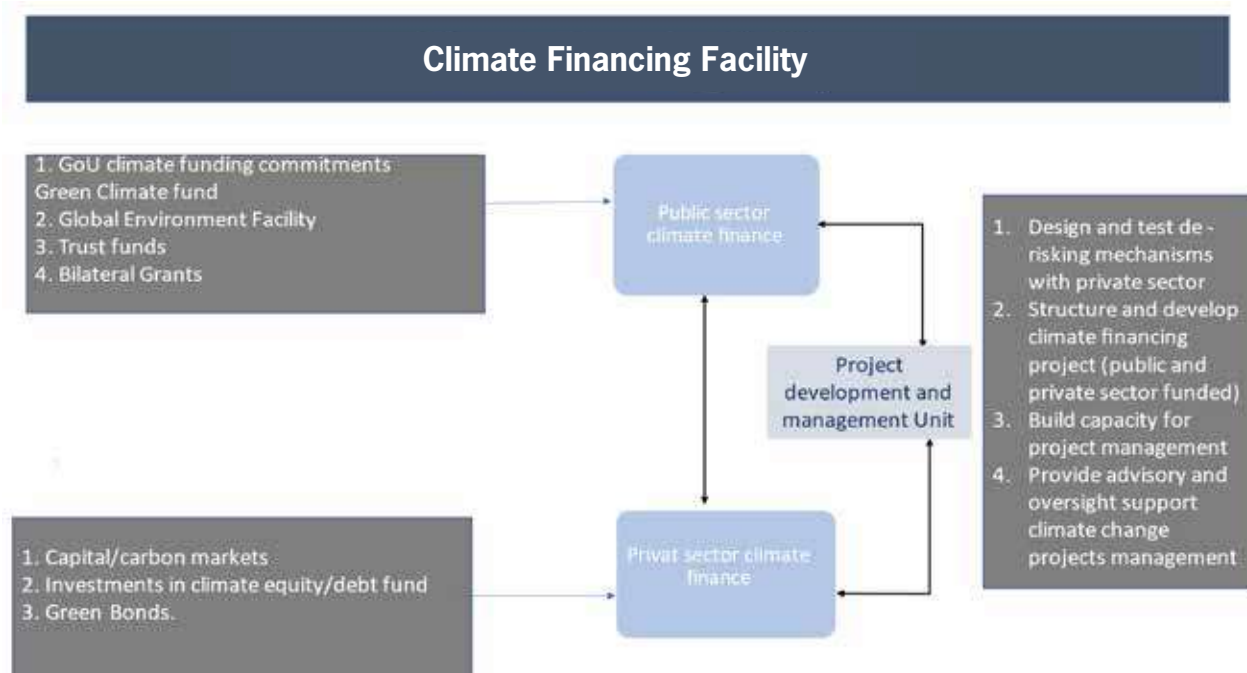 Climate Financing Facility
1. GoU climate funding commitments
Green Climate fund
2. Global Environment Facility
3. Trust funds
4. Bilateral Grants
Public sector
climate finance
Project
development and
management Unit
1. Design and test de -
risking mechanisms
with private sector
2. Structure and develop
climate financing
project (public and
private sector funded)
3. Build capacity for
project management
4. Provide advisory and
oversight support
climate change
projects management
1. Capital/carbon markets
2. Investments in climate equity/debt fund
3. Green Bonds.
Privat sector climate
finance